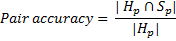 Pair accuracy = | Hₚ ∩ Sₚ | / | Hₚ |